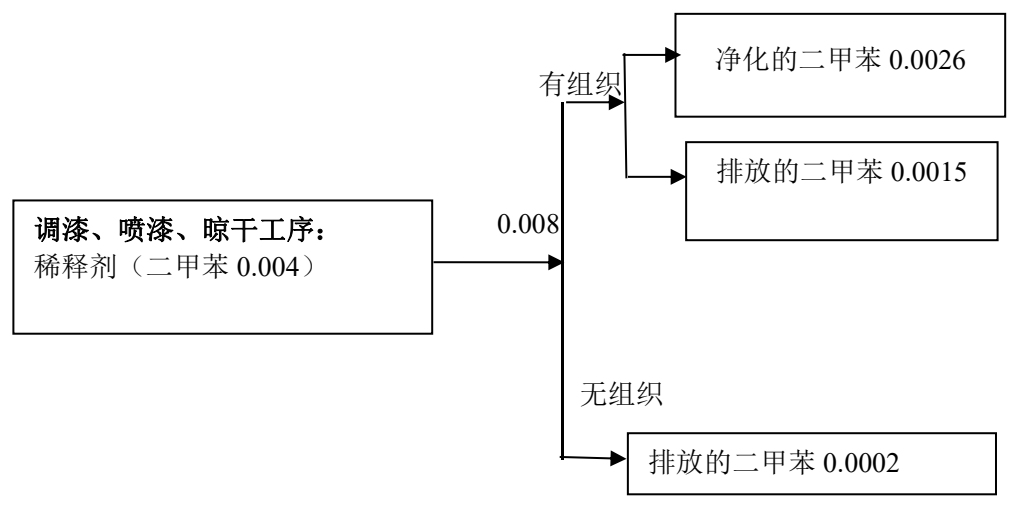 净化的二甲苯 0.0026
有组织
排放的二甲苯 0.0015
调漆、喷漆、晾干工序：
稀释剂（二甲苯 0.004）
0.008
无组织
排放的二甲苯 0.0002